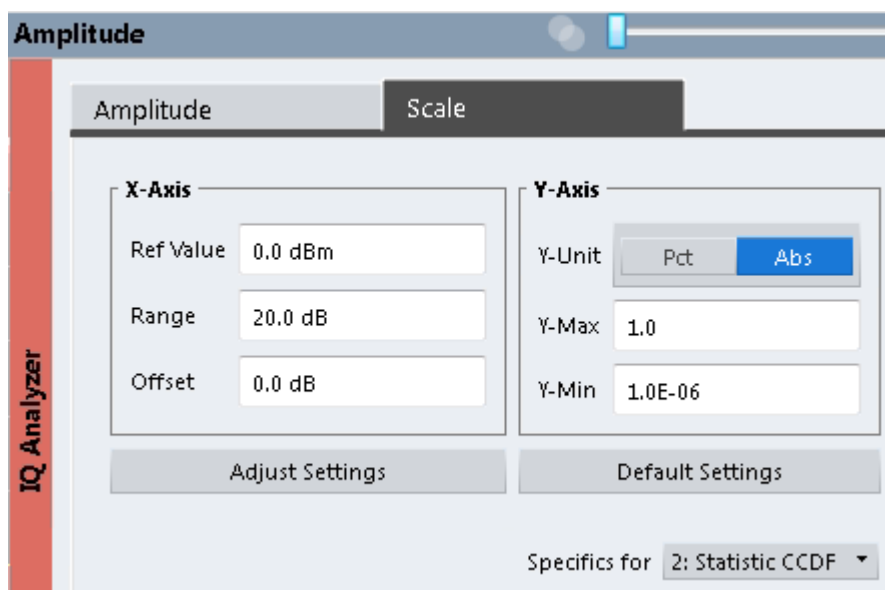 Amplitude
IQ Analyzer
Amplitude Scale
X-Axis
Ref Value 0.0 dBm
Range 20.0 dB
Offset 0.0 dB
Y-Axis
Y-Unit Pct Abs
Y-Max 1.0
Y-Min 1.0E-06
Adjust Settings Default Settings
Specifics for 2: Statistic CCDF